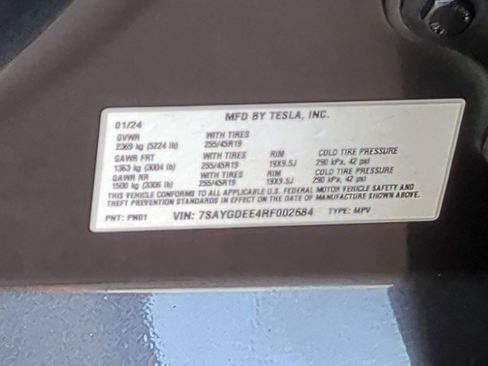 MFD BY TESLA, INC.
01/24
GVWR WITH TIRES
2369 kg (5224 lb) 255/45R19
GAWR FRT WITH TIRES RIM COLD TIRE PRESSURE
1363 kg (3004 lb) 255/45R19 19X9.5J 290 kPa, 42 psi
GAWR RR WITH TIRES RIM COLD TIRE PRESSURE
1500 kg (3306 lb) 255/45R19 19X9.5J 290 kPa, 42 psi
THIS VEHICLE CONFORMS TO ALL APPLICABLE U.S. FEDERAL MOTOR VEHICLE SAFETY AND
THEFT PREVENTION STANDARDS IN EFFECT ON THE DATE OF MANUFACTURE SHOWN ABOVE.
PNT: PN01 VIN: 7SAYGDEE4RF002684 TYPE: MPV